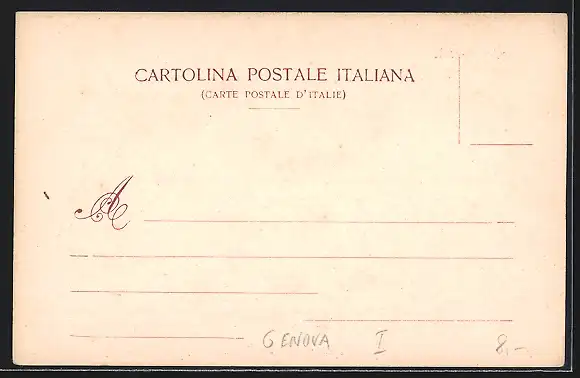 CARTOLINA POSTALE ITALIANA
(CARTE POSTALE D'ITALIE)
A
GENOVA I 8,-